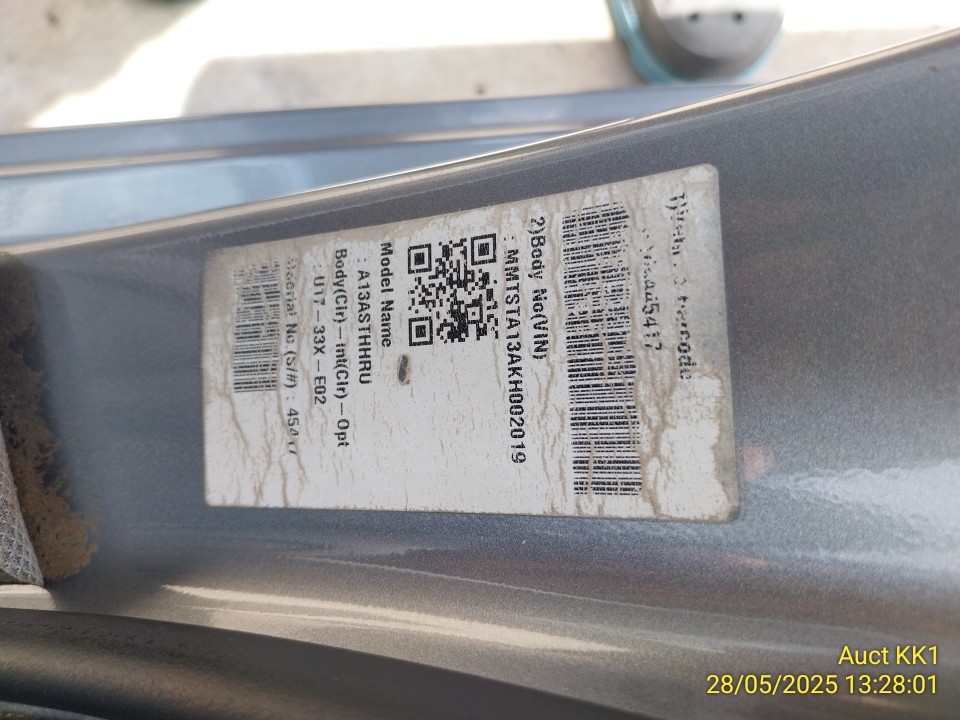 2)Body No(VIN)
: MMTSTA13AKH002019
Model Name
: A13ASTHHRU
Body(Clr) – Int(Clr) – Opt
: U17 – 33X – E02
No (S/#) :
Auct KK1
28/05/2025 13:28:01